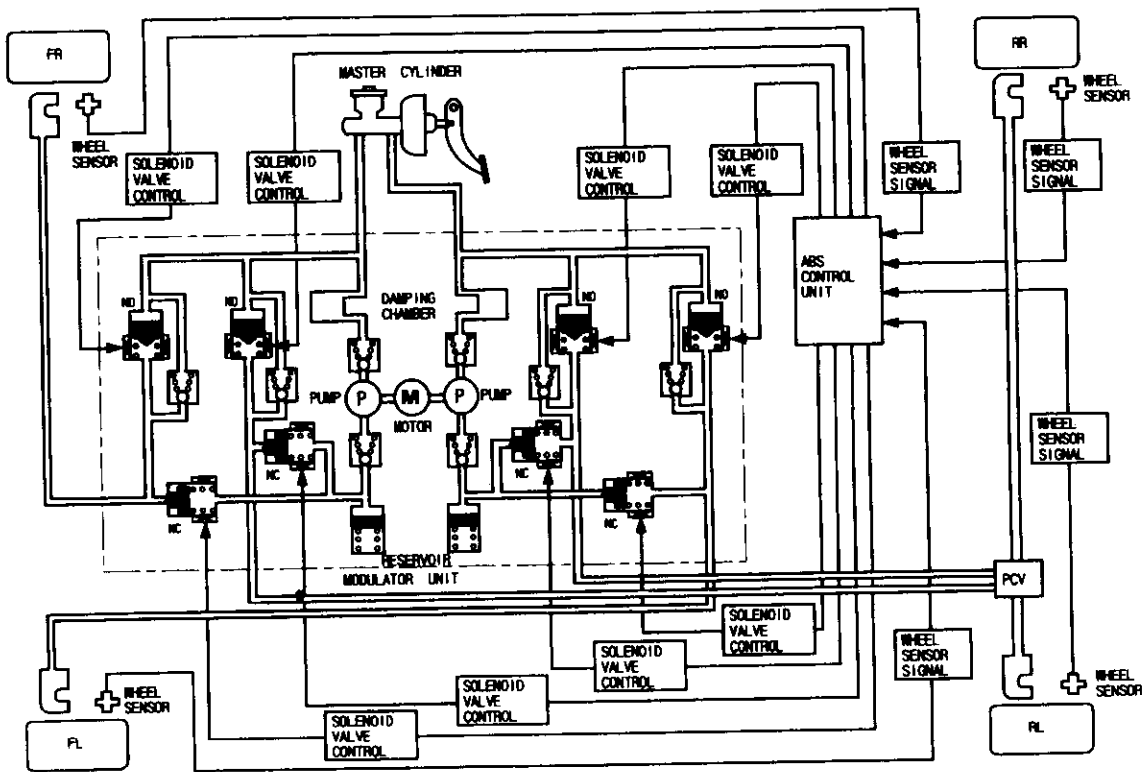 FR
RR
MASTER CYLINDER
WHEEL
SENSOR
WHEEL
SENSOR
SOLENOID
VALVE
CONTROL
SOLENOID
VALVE
CONTROL
SOLENOID
VALVE
CONTROL
SOLENOID
VALVE
CONTROL
WHEEL
SENSOR
SIGNAL
WHEEL
SENSOR
SIGNAL
ABS
CONTROL
UNIT
NO
NO
DAMPING
CHAMBER
NO
NO
PUMP
P
M
P
PUMP
MOTOR
WHEEL
SENSOR
SIGNAL
NC
NC
NC
NC
RESERVOIR
MODULATOR UNIT
PCV
SOLENOID
VALVE
CONTROL
SOLENOID
VALVE
CONTROL
WHEEL
SENSOR
SIGNAL
SOLENOID
VALVE
CONTROL
SOLENOID
VALVE
CONTROL
WHEEL
SENSOR
WHEEL
SENSOR
FL
RL